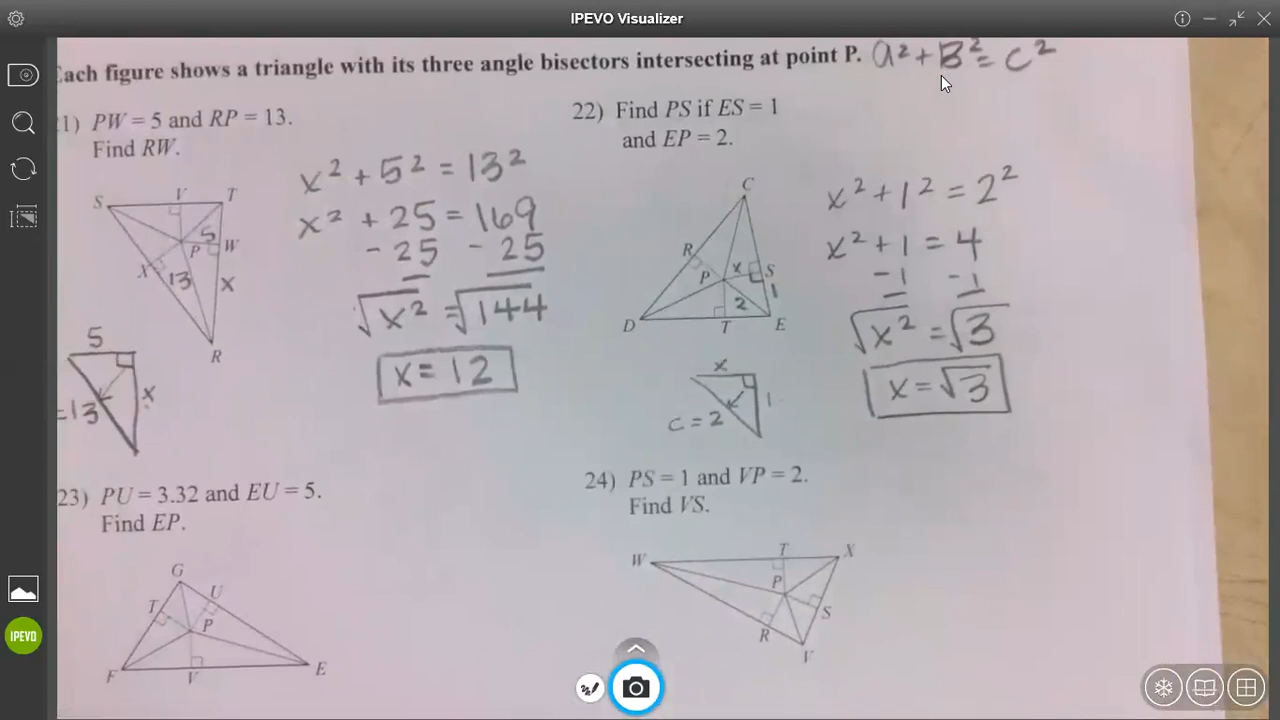 IPEVO Visualizer
Each figure shows a triangle with its three angle bisectors intersecting at point P. a² + B² = c²
21) PW = 5 and RP = 13.
Find RW.
x² + 5² = 13²
x² + 25 = 169
- 25 - 25
√x² = √144
x = 12
S V T
5
P W
X 13 x
R
5
=13 x
22) Find PS if ES = 1
and EP = 2.
x² + 1² = 2²
x² + 1 = 4
-1 -1
√x² = √3
x = √3
C
R
P x S
1
2
D T E
x
1
c = 2
23) PU = 3.32 and EU = 5.
Find EP.
G
T U
P
F V E
24) PS = 1 and VP = 2.
Find VS.
W T X
P
S
R
V
IPEVO